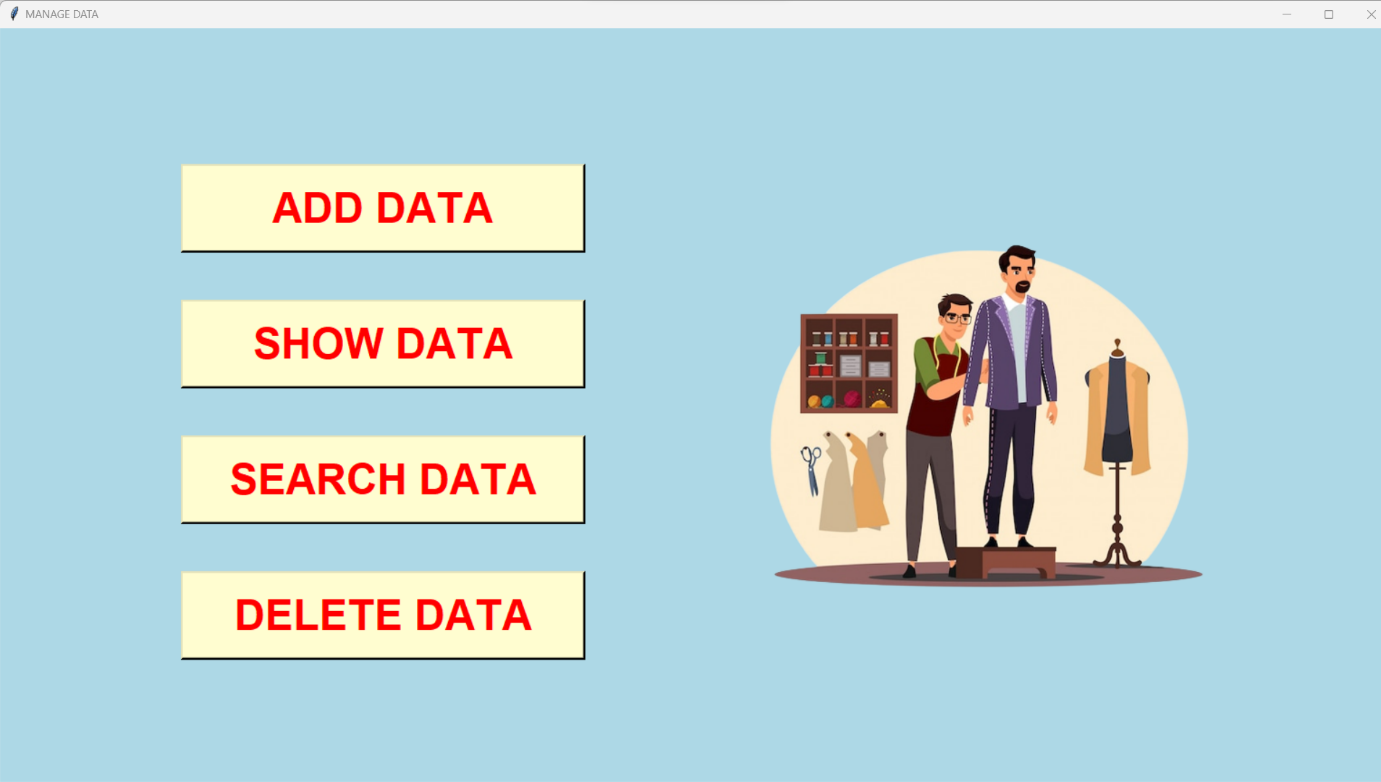 MANAGE DATA
ADD DATA
SHOW DATA
SEARCH DATA
DELETE DATA